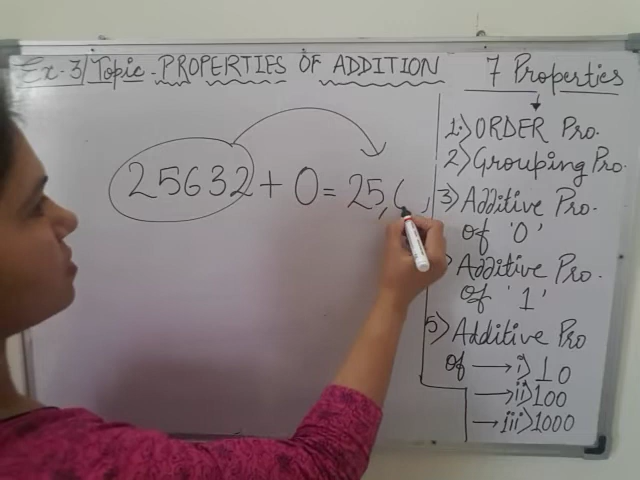 Ex-3/Topic-PROPERTIES OF ADDITION
25632 + 0 = 25,6
7 Properties
1.) ORDER Pro.
2) Grouping Pro.
3) Additive Pro.
of '0'
) Additive Pro.
of '1'
5) Additive Pro
of → i) 10
→ ii) 100
→ iii) 1000